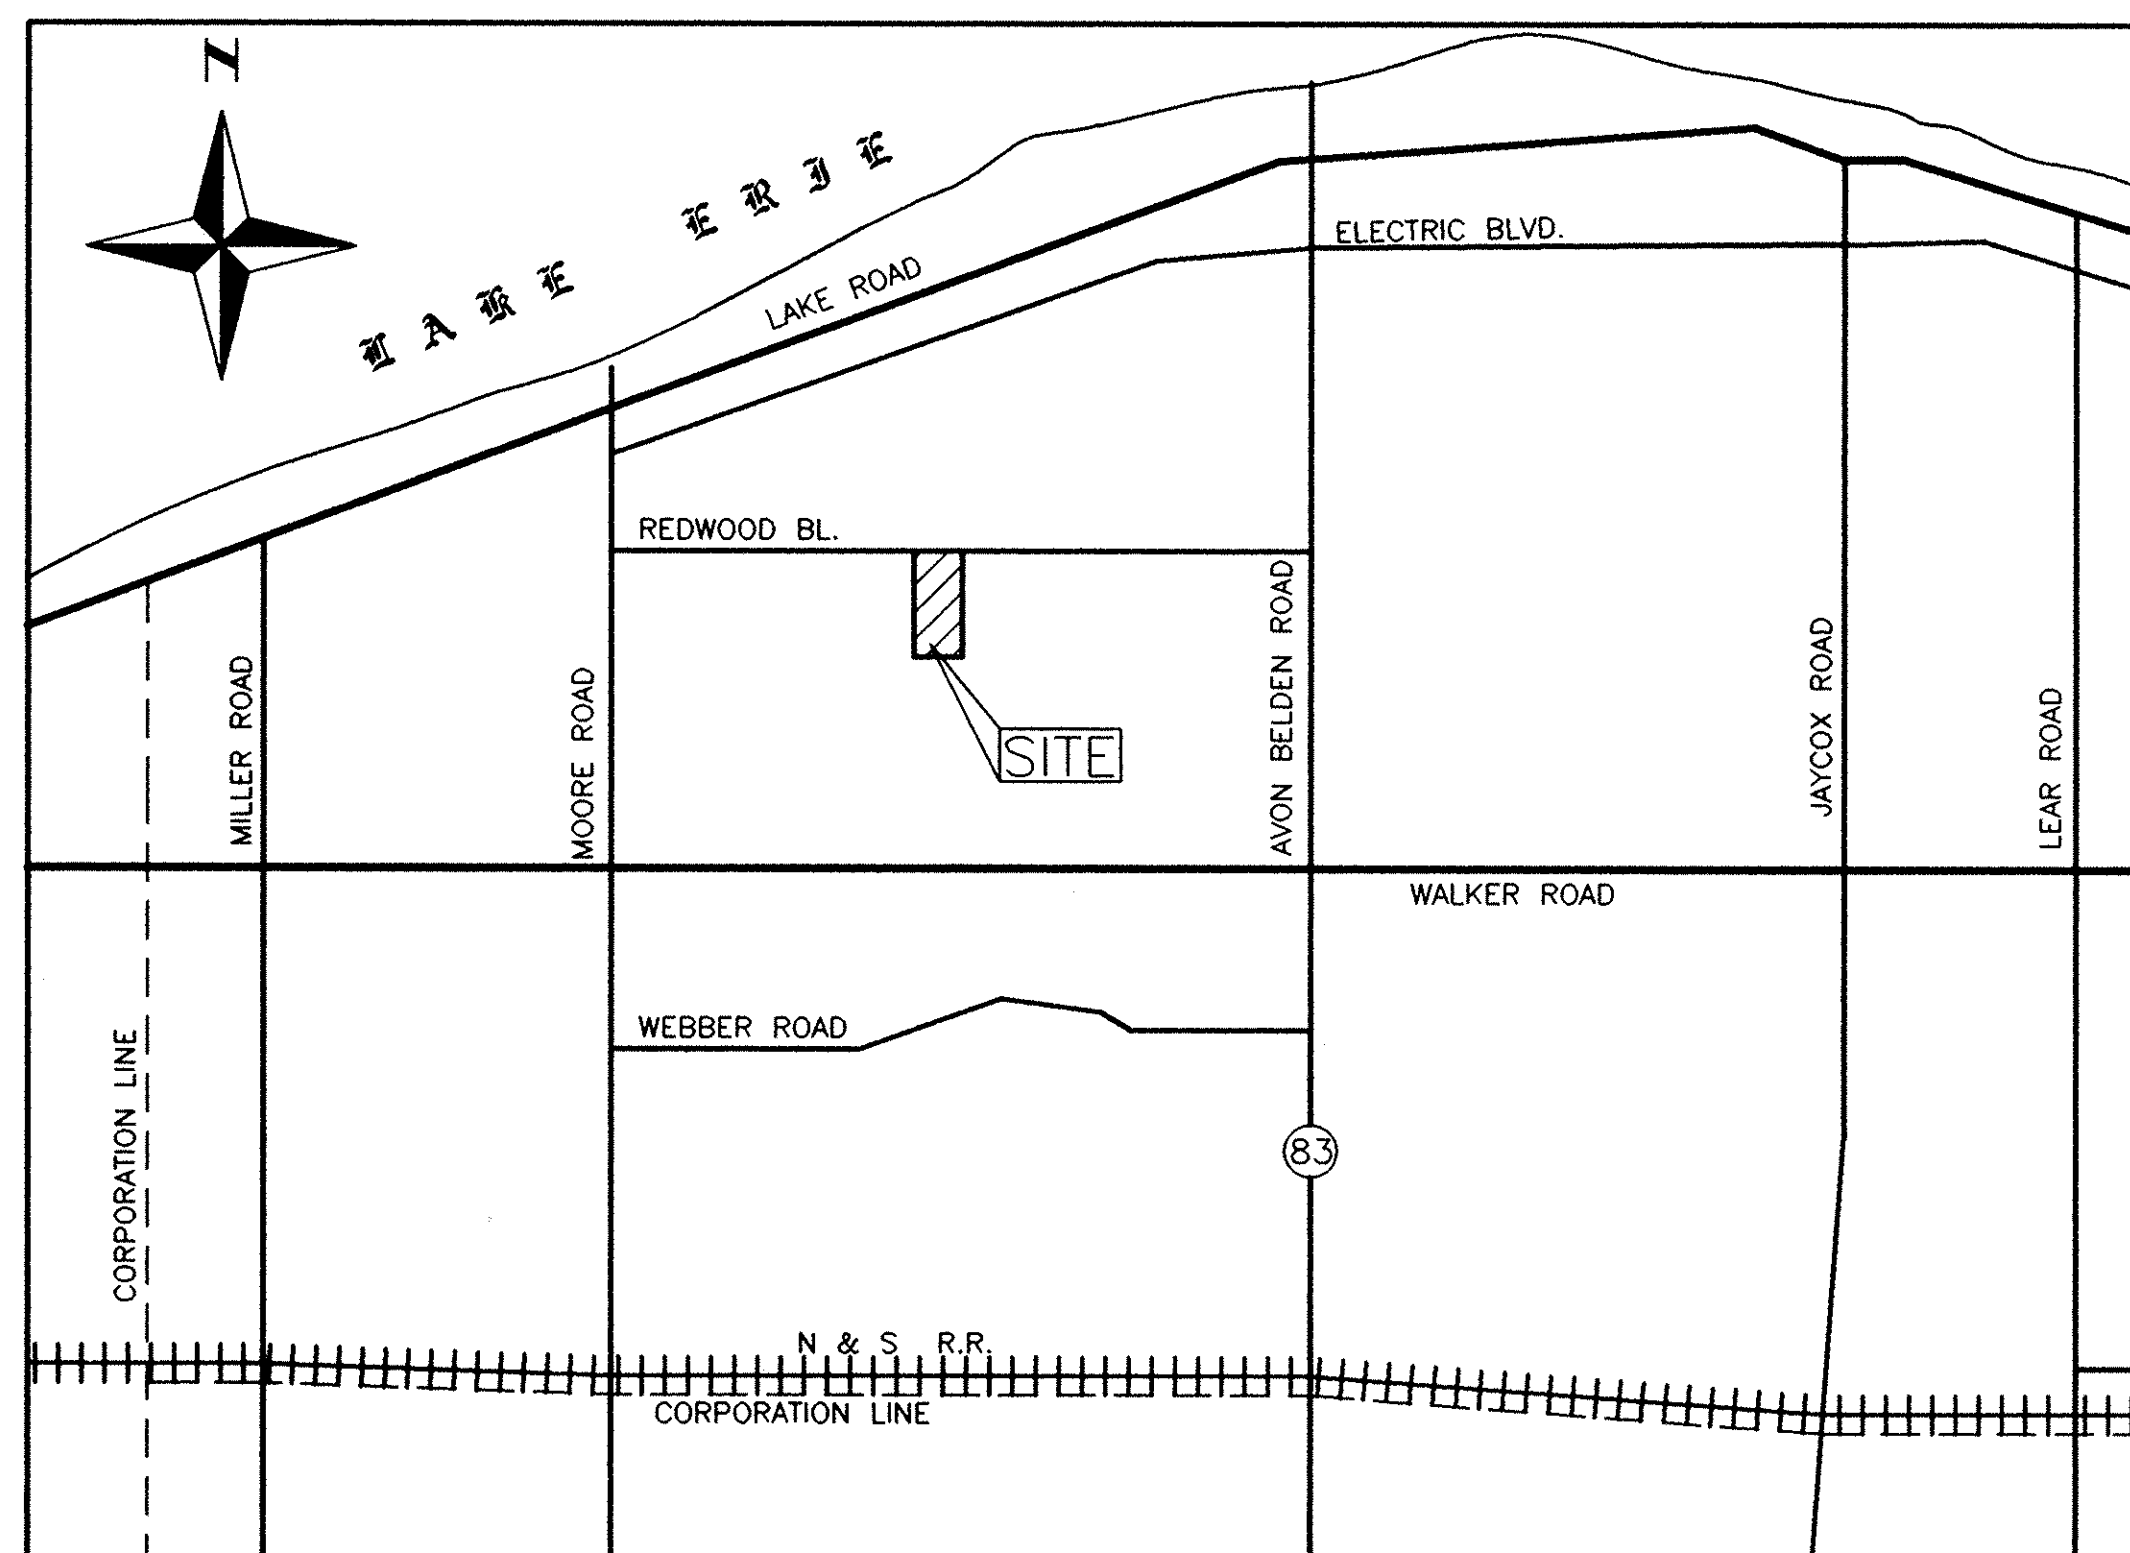 N
LAKE ERIE
LAKE ROAD
ELECTRIC BLVD.
REDWOOD BL.
SITE
MILLER ROAD
MOORE ROAD
AVON BELDEN ROAD
JAYCOX ROAD
LEAR ROAD
WALKER ROAD
WEBBER ROAD
CORPORATION LINE
83
N & S R.R.
CORPORATION LINE